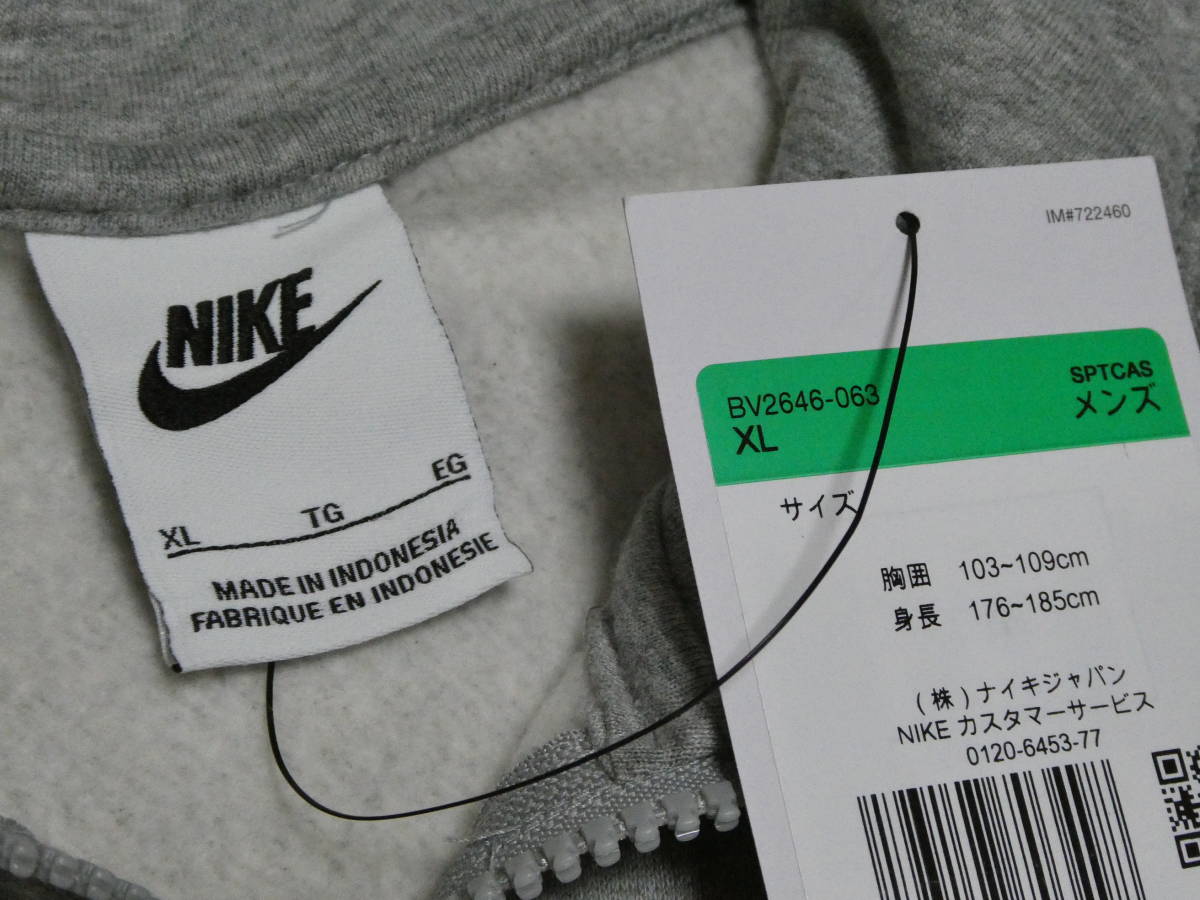 NIKE
XL TG EG
MADE IN INDONESIA
FABRIQUE EN INDONESIE
IM#722460
BV2646-063 SPTCAS
XL メンズ
サイズ
胸囲 103~109cm
身長 176~185cm
(株)ナイキジャパン
NIKE カスタマーサービス
0120-6453-77